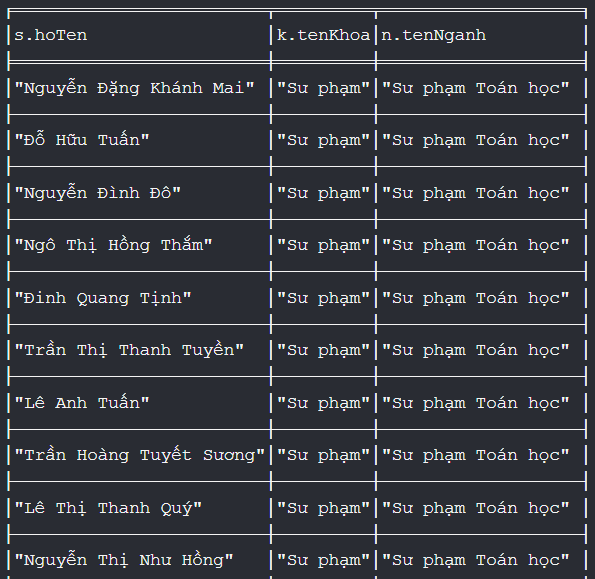 s.hoTen k.tenKhoa n.tenNganh
"Nguyễn Đặng Khánh Mai" "Sư phạm" "Sư phạm Toán học"
"Đỗ Hữu Tuấn" "Sư phạm" "Sư phạm Toán học"
"Nguyễn Đình Đô" "Sư phạm" "Sư phạm Toán học"
"Ngô Thị Hồng Thắm" "Sư phạm" "Sư phạm Toán học"
"Đinh Quang Tịnh" "Sư phạm" "Sư phạm Toán học"
"Trần Thị Thanh Tuyền" "Sư phạm" "Sư phạm Toán học"
"Lê Anh Tuấn" "Sư phạm" "Sư phạm Toán học"
"Trần Hoàng Tuyết Sương" "Sư phạm" "Sư phạm Toán học"
"Lê Thị Thanh Quý" "Sư phạm" "Sư phạm Toán học"
"Nguyễn Thị Như Hồng" "Sư phạm" "Sư phạm Toán học"